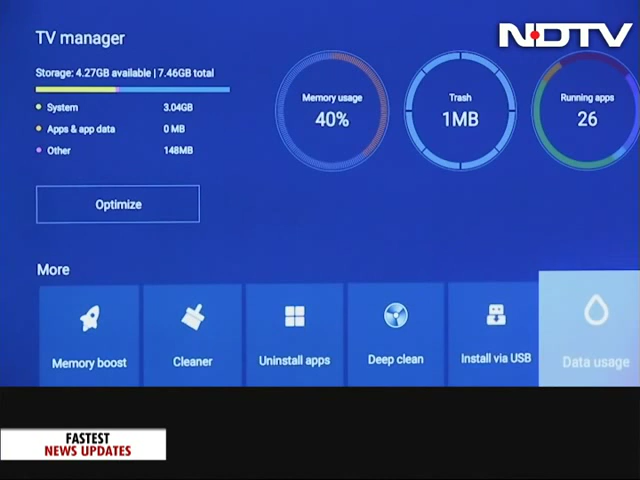 TV manager
NDTV
Storage: 4.27GB available | 7.46GB total
System 3.04GB
Apps & app data 0 MB
Other 148MB
Memory usage
40%
Trash
1MB
Running apps
26
Optimize
More
Memory boost
Cleaner
Uninstall apps
Deep clean
Install via USB
Data usage
FASTEST
NEWS UPDATES